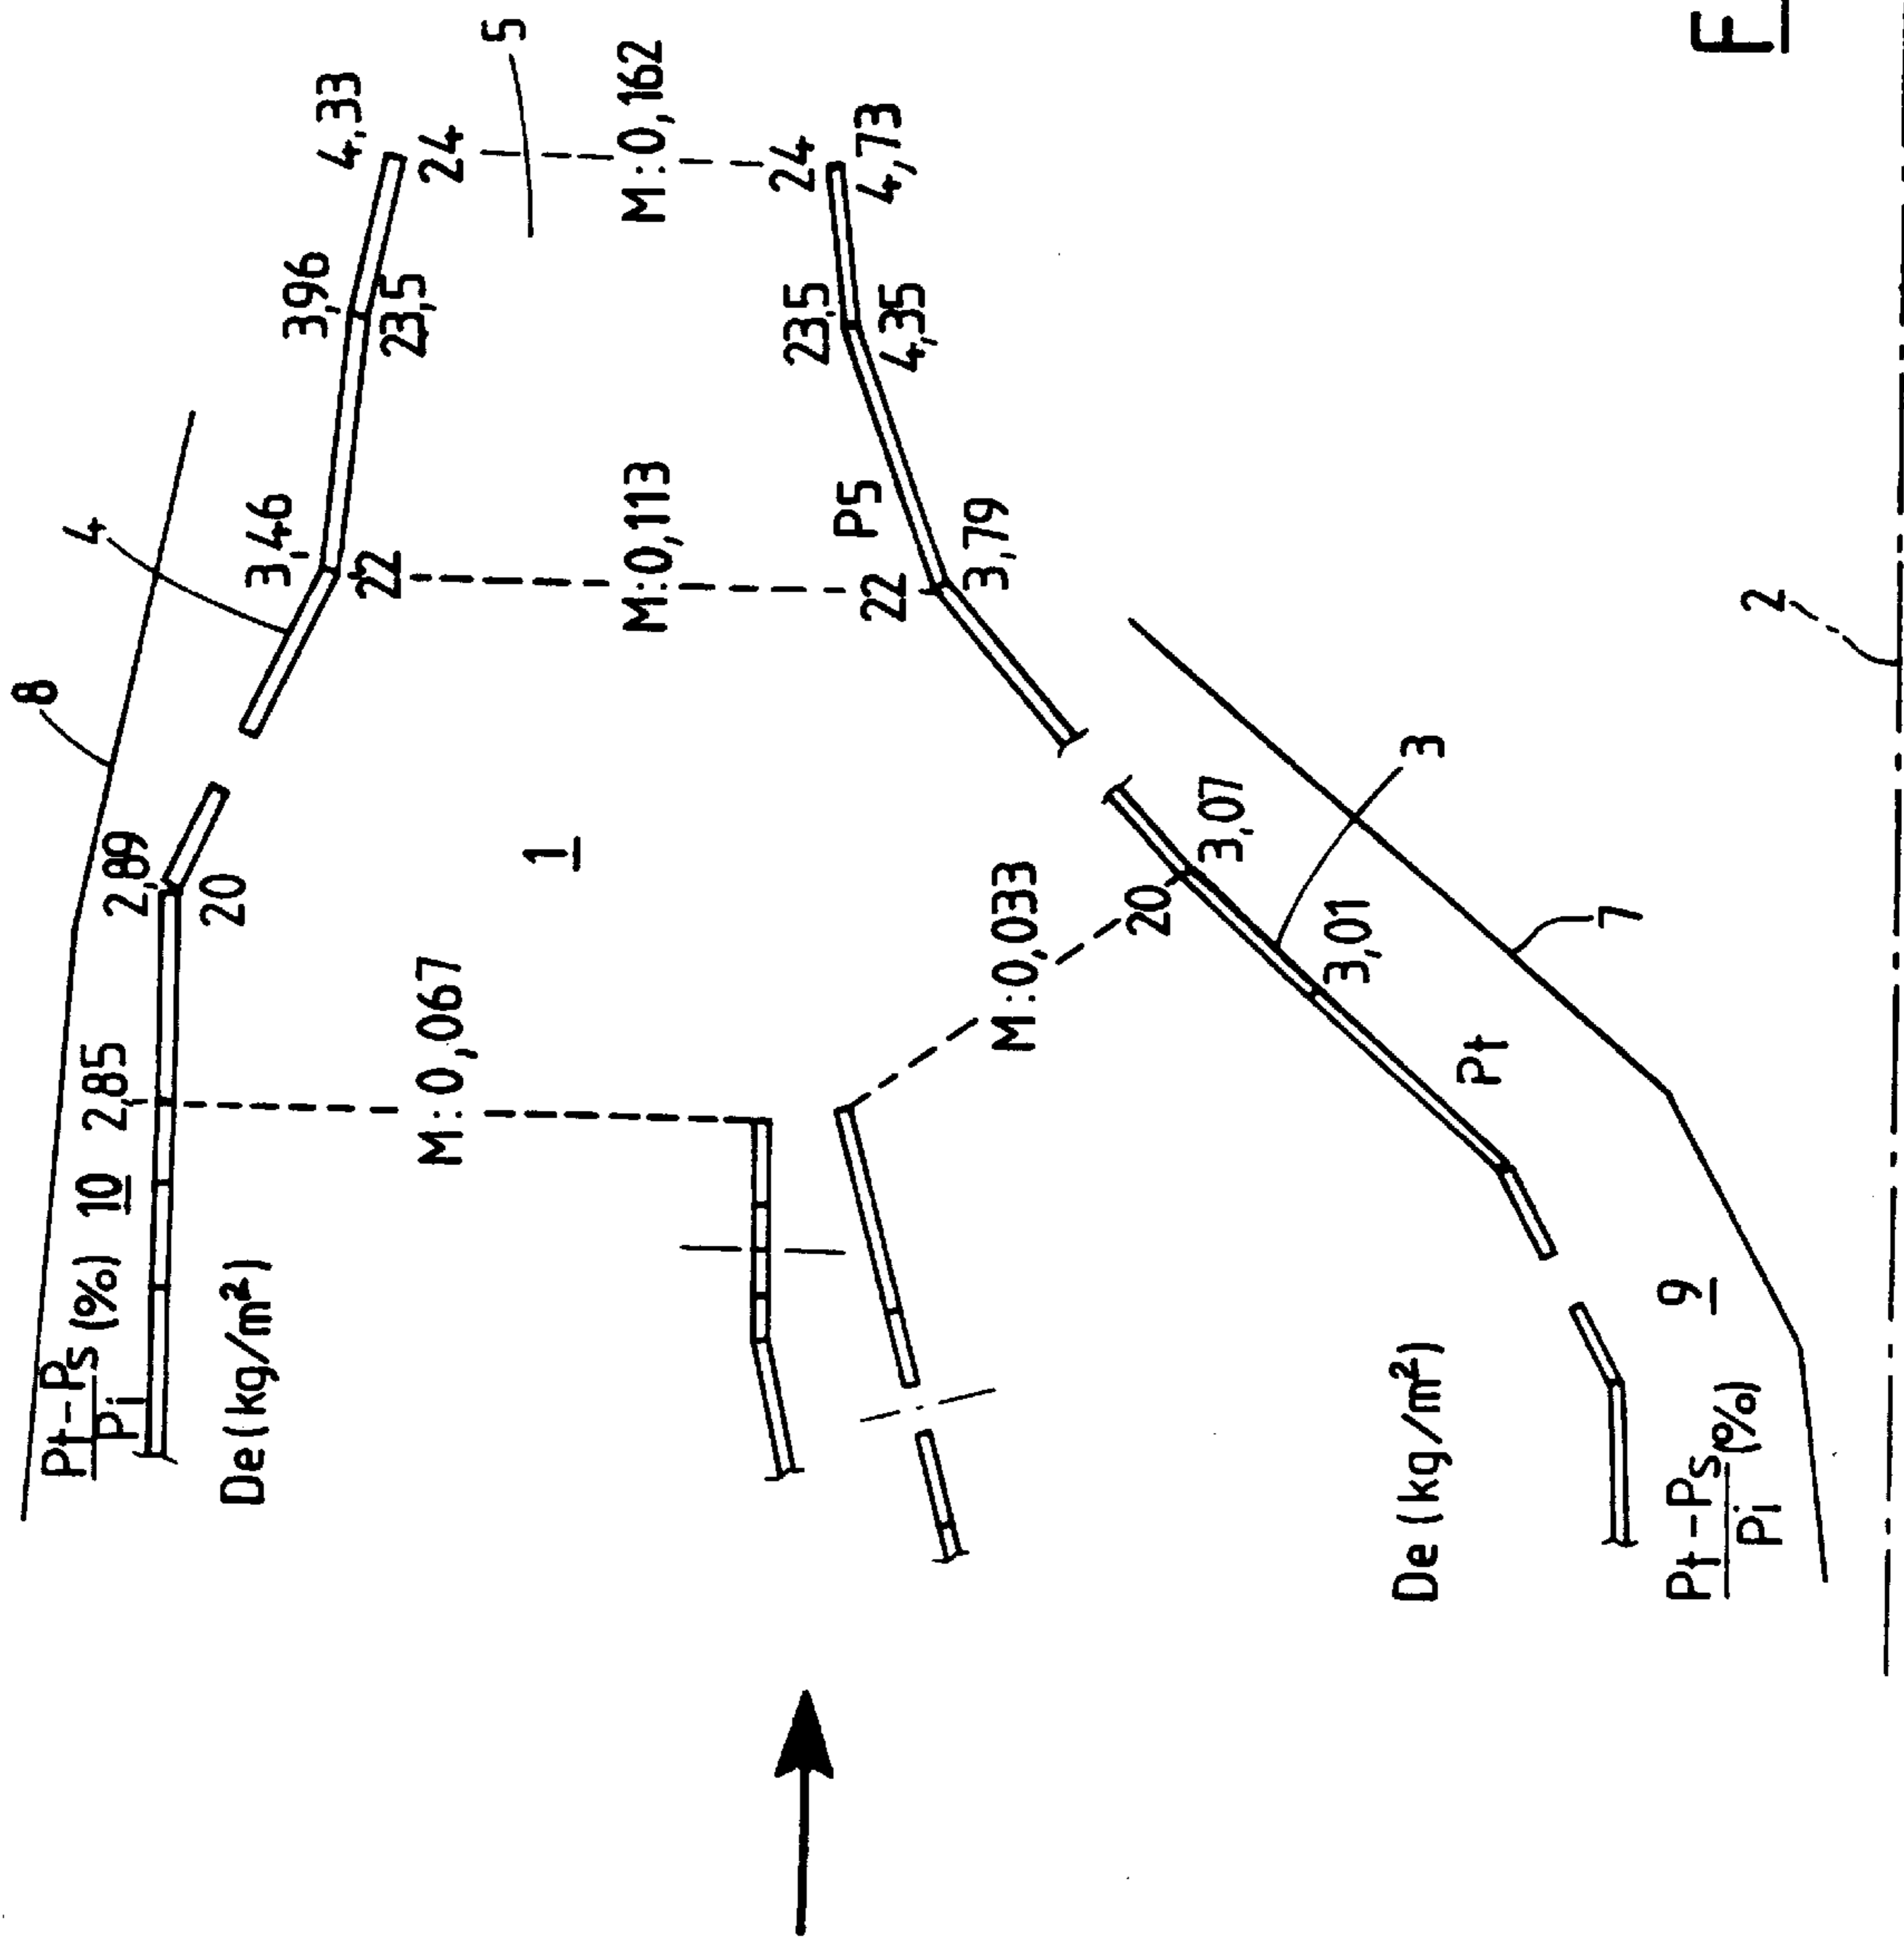 8
4
5
2
3
7
1
9
10
F
Pt-Ps (%)
Pi
De (kg/m²)
2,85
2,89
20
3,46
22
3,96
23,5
4,33
24
M:0,067
M:0,113
M:0,162
M:0,033
P5
24
4,73
23,5
4,35
22
3,79
20
3,07
3,01
Pt
De (kg/m²)
Pt-Ps (%)
Pi